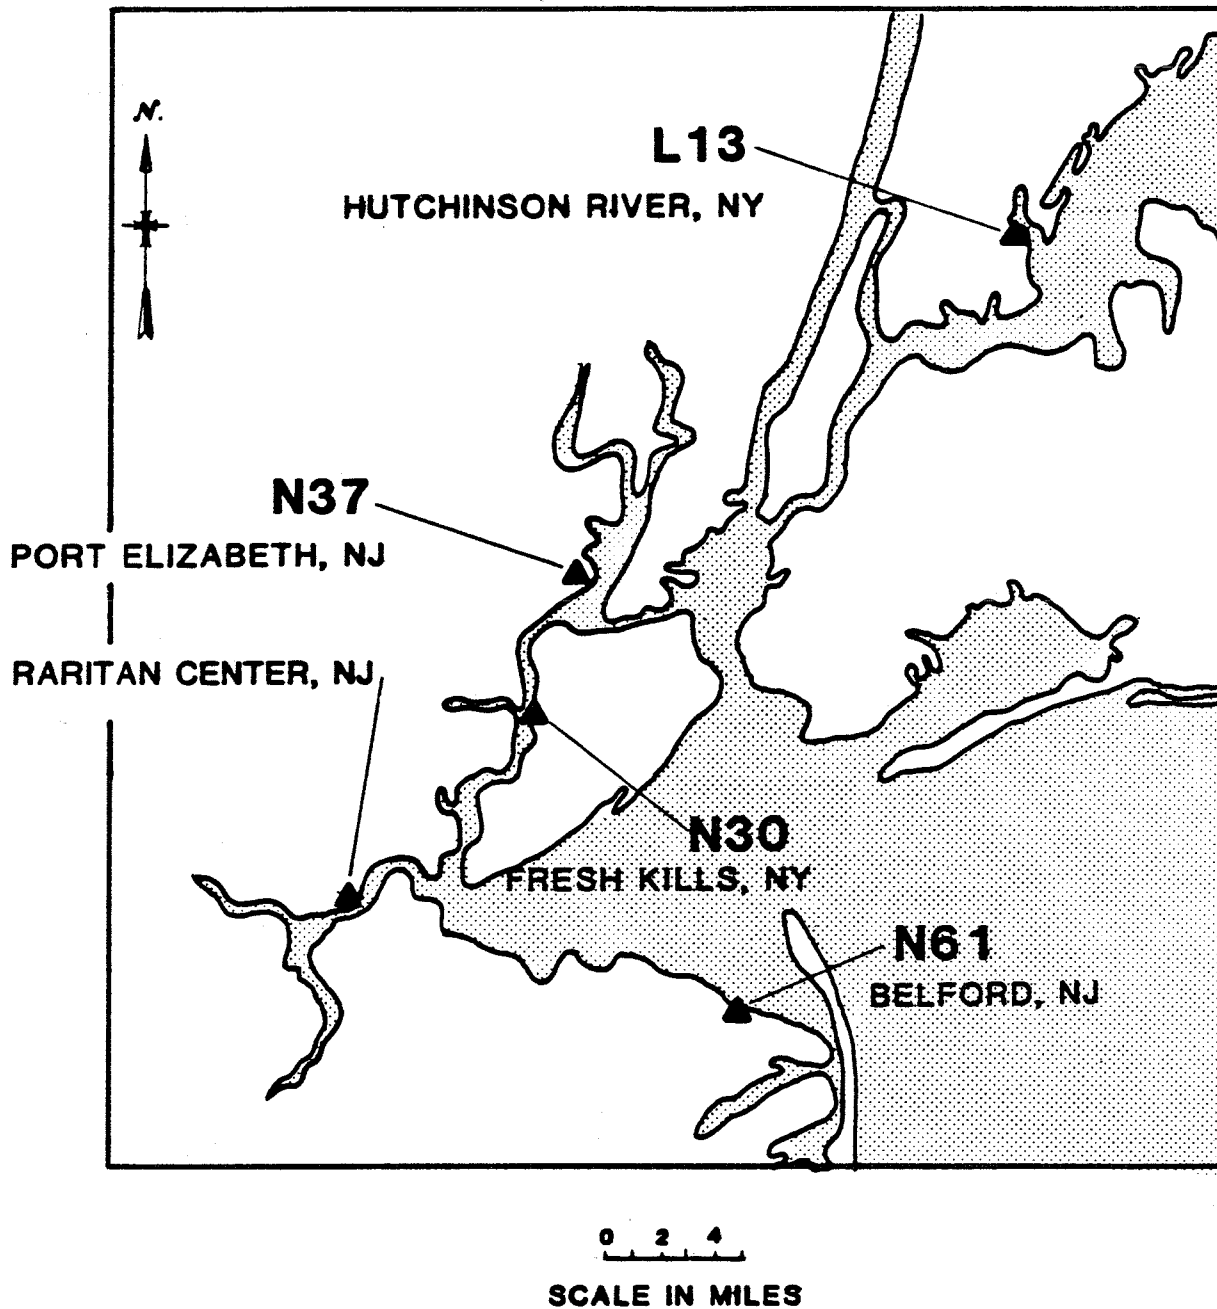 N.
L13
HUTCHINSON RIVER, NY
N37
PORT ELIZABETH, NJ
RARITAN CENTER, NJ
N30
FRESH KILLS, NY
N61
BELFORD, NJ
0 2 4
SCALE IN MILES